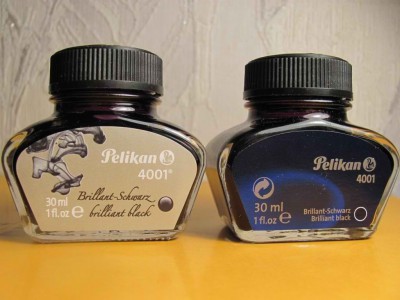 Pelikan
4001®
Brillant-Schwarz
30 ml brilliant black
1 fl.oz ℮
Pelikan
4001
30 ml Brillant-Schwarz
1 fl.oz ℮ Brilliant black